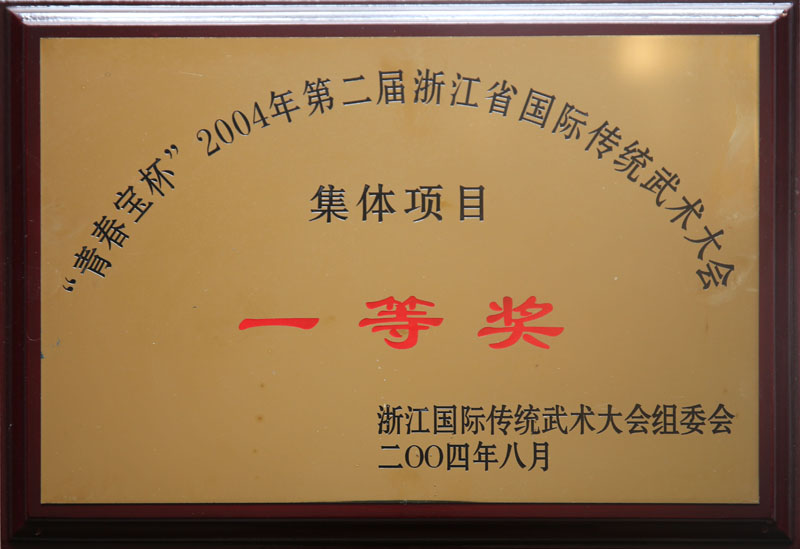 “青春宝杯”2004年第二届浙江省国际传统武术大会
集体项目
一等奖
浙江国际传统武术大会组委会
二〇〇四年八月